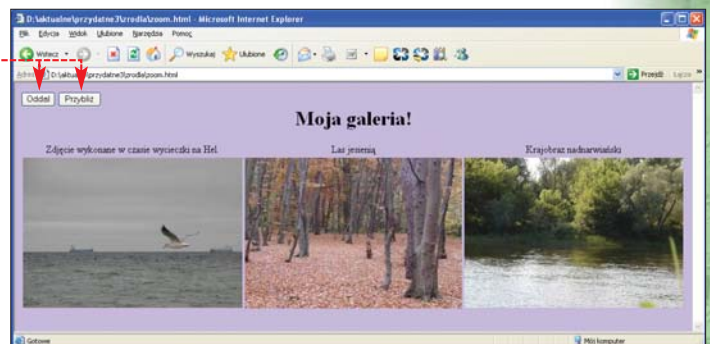 D:\aktualne\przydatne3\zrodla\zoom.html - Microsoft Internet Explorer
Plik Edycja Widok Ulubione Narzędzia Pomoc
Wstecz Wyszukaj Ulubione
Adres D:\aktualne\przydatne3\zrodla\zoom.html Przejdź Łącza
Oddal Przybliż
Moja galeria!
Zdjęcie wykonane w czasie wycieczki na Hel Las jesienią Krajobraz nadnarwiański
Gotowe Mój komputer